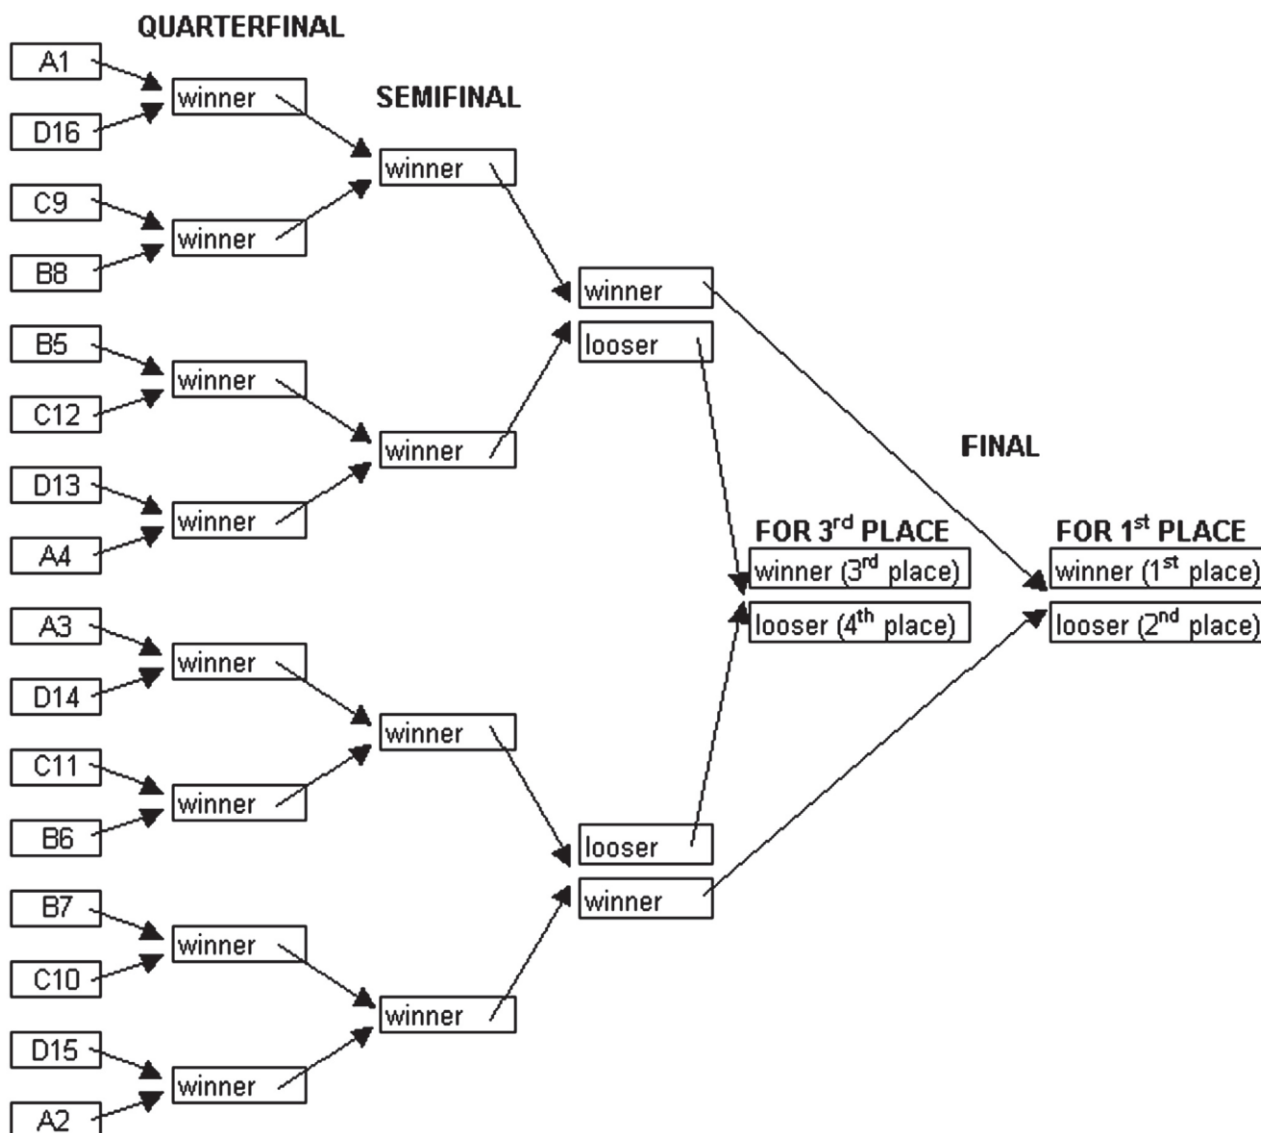 QUARTERFINAL
A1
winner
SEMIFINAL
D16
winner
C9
winner
B8
winner
looser
B5
winner
C12
winner
FINAL
D13
winner
A4
FOR 3rd PLACE
winner (3rd place)
looser (4th place)
FOR 1st PLACE
winner (1st place)
looser (2nd place)
A3
winner
D14
winner
C11
winner
B6
looser
winner
B7
winner
C10
winner
D15
winner
A2